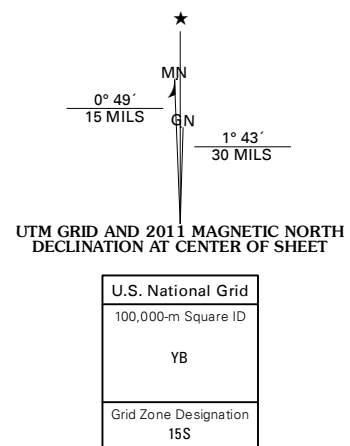 MN
0° 49´
15 MILS
GN
1° 43´
30 MILS
UTM GRID AND 2011 MAGNETIC NORTH
DECLINATION AT CENTER OF SHEET
U.S. National Grid
100,000-m Square ID
YB
Grid Zone Designation
15S